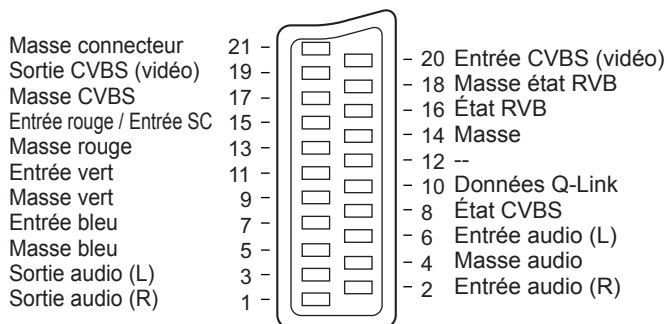 Masse connecteur 21
Sortie CVBS (vidéo) 19
Masse CVBS 17
Entrée rouge / Entrée SC 15
Masse rouge 13
Entrée vert 11
Masse vert 9
Entrée bleu 7
Masse bleu 5
Sortie audio (L) 3
Sortie audio (R) 1
20 Entrée CVBS (vidéo)
18 Masse état RVB
16 État RVB
14 Masse
12 --
10 Données Q-Link
8 État CVBS
6 Entrée audio (L)
4 Masse audio
2 Entrée audio (R)